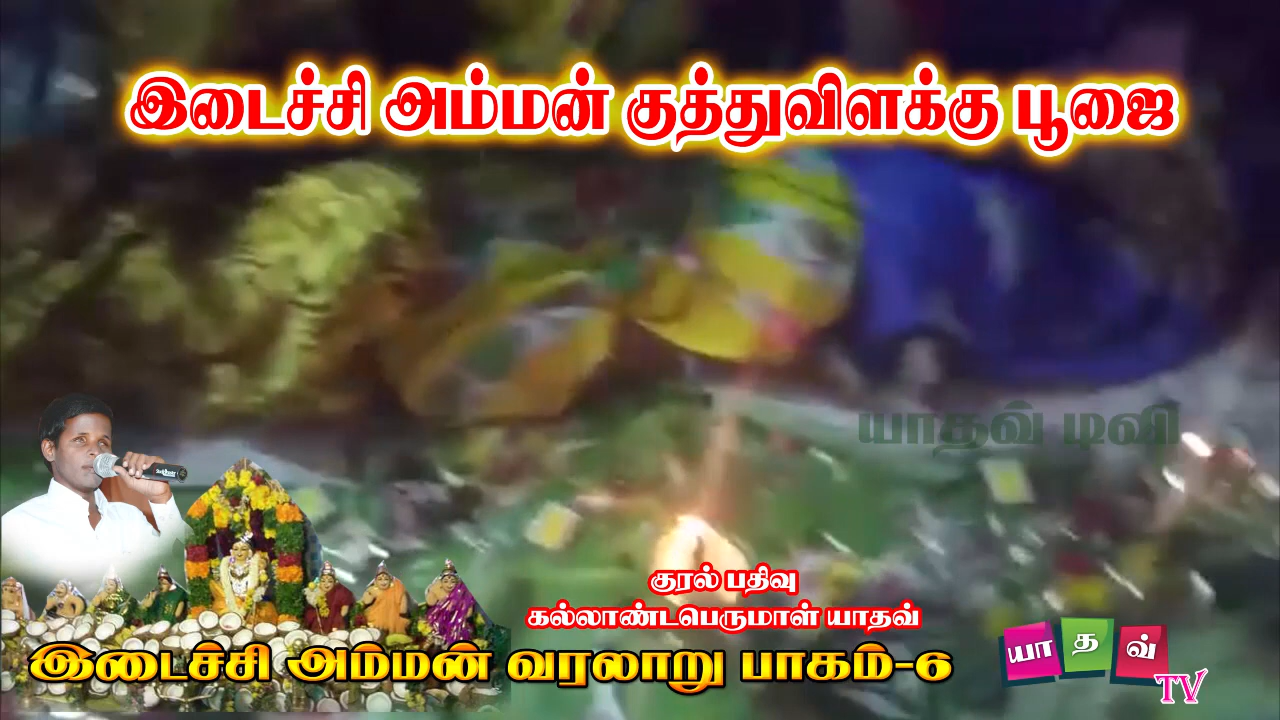 இடைச்சி அம்மன் குத்துவிளக்கு பூஜை
யாதவ் டிவி
குரல் பதிவு
கல்லாண்டபெருமாள் யாதவ்
இடைச்சி அம்மன் வரலாறு பாகம்-6
யாதவ்
TV